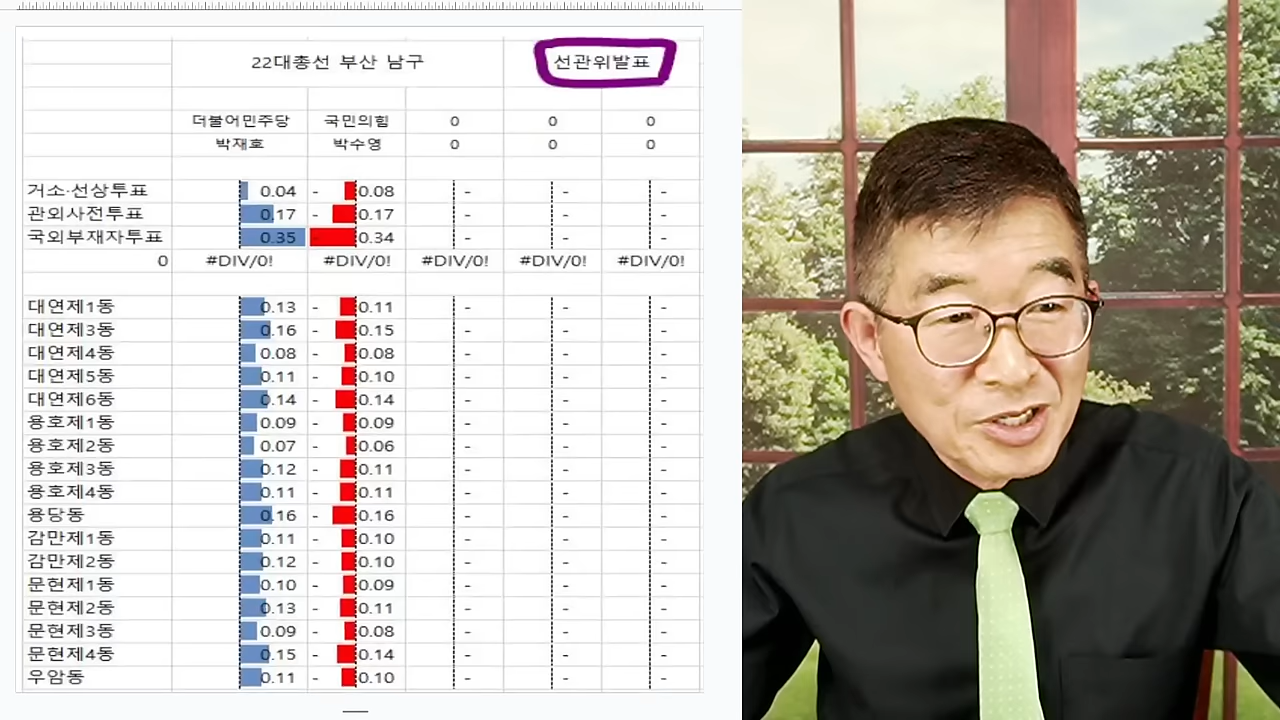 22대총선 부산 남구 선관위발표
더불어민주당 국민의힘 0 0 0
박재호 박수영 0 0 0
거소·선상투표 0.04 - 0.08 - - -
관외사전투표 0.17 - 0.17 - - -
국외부재자투표 0.35 - 0.34 - - -
0 #DIV/0! #DIV/0! #DIV/0! #DIV/0! #DIV/0!
대연제1동 0.13 - 0.11 - - -
대연제3동 0.16 - 0.15 - - -
대연제4동 0.08 - 0.08 - - -
대연제5동 0.11 - 0.10 - - -
대연제6동 0.14 - 0.14 - - -
용호제1동 0.09 - 0.09 - - -
용호제2동 0.07 - 0.06 - - -
용호제3동 0.12 - 0.11 - - -
용호제4동 0.11 - 0.11 - - -
용당동 0.16 - 0.16 - - -
감만제1동 0.11 - 0.10 - - -
감만제2동 0.12 - 0.10 - - -
문현제1동 0.10 - 0.09 - - -
문현제2동 0.13 - 0.11 - - -
문현제3동 0.09 - 0.08 - - -
문현제4동 0.15 - 0.14 - - -
우암동 0.11 - 0.10 - - -